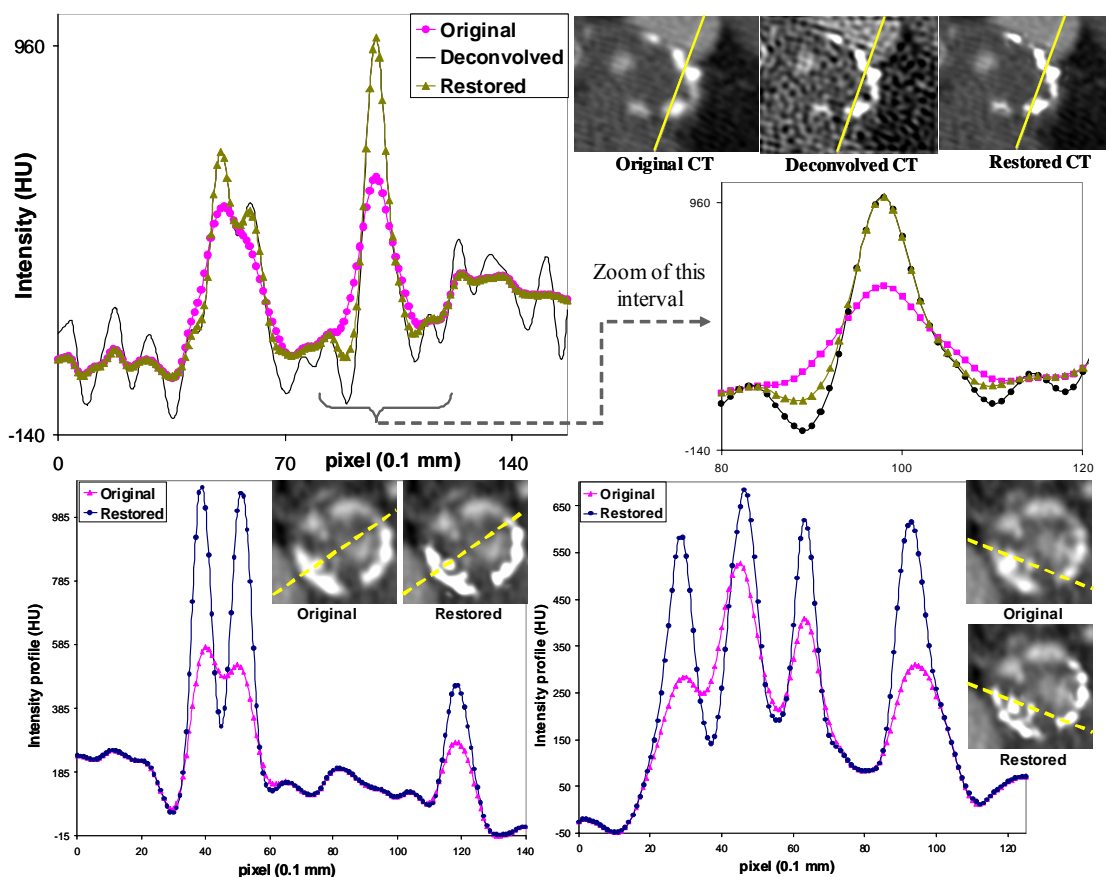 Original
Deconvolved
Restored
960
-140
Intensity (HU)
0
70
140
pixel (0.1 mm)
Original CT
Deconvolved CT
Restored CT
Zoom of this
interval
960
-140
80
100
120
Original
Restored
985
785
585
385
185
-15
Intensity profile (HU)
0
20
40
60
80
100
120
140
pixel (0.1 mm)
Original
Restored
Original
Restored
650
550
450
350
250
150
50
-50
Intensity profile (HU)
0
20
40
60
80
100
120
pixel (0.1 mm)
Original
Restored